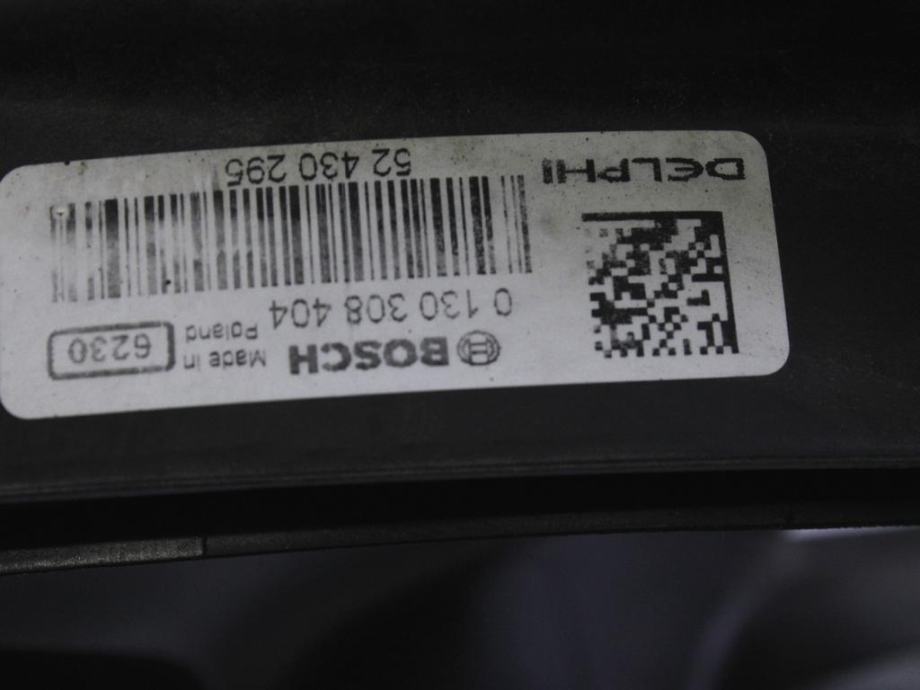 BOSCH Made in Poland 6230
0 130 308 404
DELPHI 52 430 295